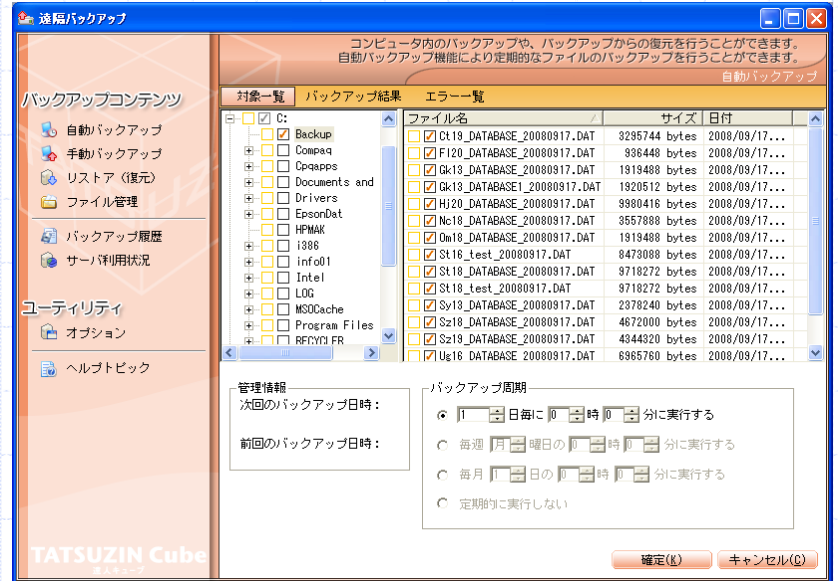 遠隔バックアップ
コンピュータ内のバックアップや、バックアップからの復元を行うことができます。
自動バックアップ機能により定期的なファイルのバックアップを行うことができます。
自動バックアップ
バックアップコンテンツ
自動バックアップ
手動バックアップ
リストア（復元）
ファイル管理
バックアップ履歴
サーバ利用状況
ユーティリティ
オプション
ヘルプトピック
TATSUZIN Cube
達人キューブ
対象一覧 バックアップ結果 エラー一覧
C:
Backup
Compaq
Cpqapps
Documents and
Drivers
EpsonDat
HPMAK
i386
info01
Intel
LOG
MSOCache
Program Files
RECYCLER
ファイル名 サイズ 日付
Ct19_DATABASE_20080917.DAT 3295744 bytes 2008/09/17...
F120_DATABASE_20080917.DAT 936448 bytes 2008/09/17...
Gk13_DATABASE_20080917.DAT 1919488 bytes 2008/09/17...
Gk13_DATABASE1_20080917.DAT 1920512 bytes 2008/09/17...
Hj20_DATABASE_20080917.DAT 9980416 bytes 2008/09/17...
Nc18_DATABASE_20080917.DAT 3557888 bytes 2008/09/17...
Om18_DATABASE_20080917.DAT 1919488 bytes 2008/09/17...
St16_test_20080917.DAT 8473088 bytes 2008/09/17...
St18_DATABASE_20080917.DAT 9718272 bytes 2008/09/17...
St18_test_20080917.DAT 9718272 bytes 2008/09/17...
Sy13_DATABASE_20080917.DAT 2378240 bytes 2008/09/17...
Sz18_DATABASE_20080917.DAT 4672000 bytes 2008/09/17...
Sz19_DATABASE_20080917.DAT 4344320 bytes 2008/09/17...
Ug16_DATABASE_20080917.DAT 6965760 bytes 2008/09/17...
管理情報
次回のバックアップ日時：
前回のバックアップ日時：
バックアップ周期
1 日毎に 0 時 0 分に実行する
毎週 月 曜日の 0 時 0 分に実行する
毎月 1 日の 0 時 0 分に実行する
定期的に実行しない
確定(K) キャンセル(C)